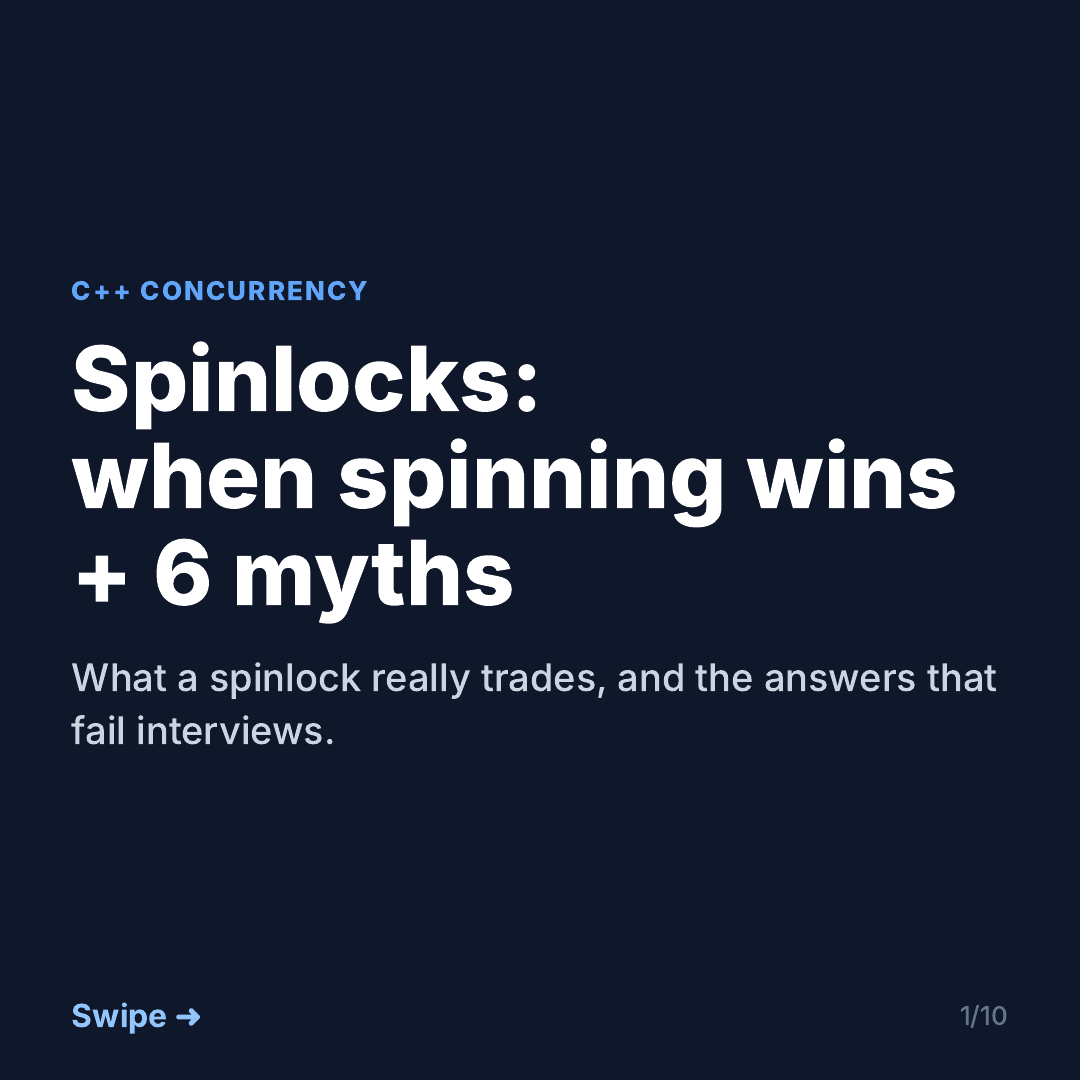 C++ CONCURRENCY
Spinlocks:
when spinning wins
+ 6 myths
What a spinlock really trades, and the answers that
fail interviews.
Swipe ➜
1/10